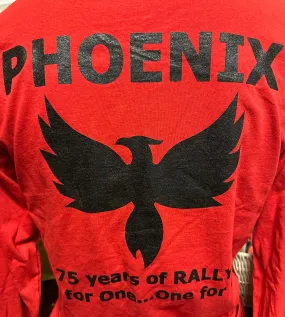 PHOENIX
75 Years of RALLY
for One...One for